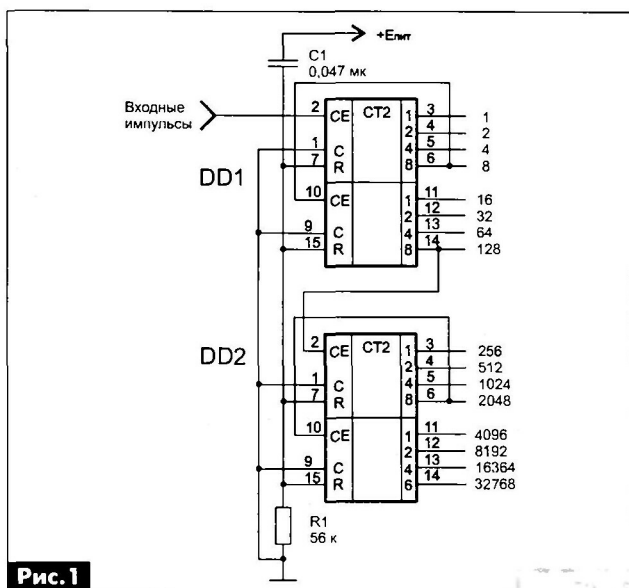 +Eпит
C1
0,047 мк
Входные
импульсы
2 CE CT2 1 3 1
2 4 2
1 C 4 5 4
7 R 8 6 8
DD1
10 CE 1 11 16
2 12 32
9 C 4 13 64
15 R 8 14 128
2 CE CT2 1 3 256
DD2
2 4 512
1 C 4 5 1024
7 R 8 6 2048
10 CE 1 11 4096
2 12 8192
9 C 4 13 16364
15 R 6 14 32768
R1
56 к
Рис.1